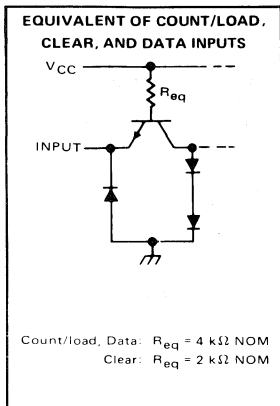 EQUIVALENT OF COUNT/LOAD,
CLEAR, AND DATA INPUTS
VCC
Req
INPUT
Count/load, Data: Req = 4 kΩ NOM
Clear: Req = 2 kΩ NOM